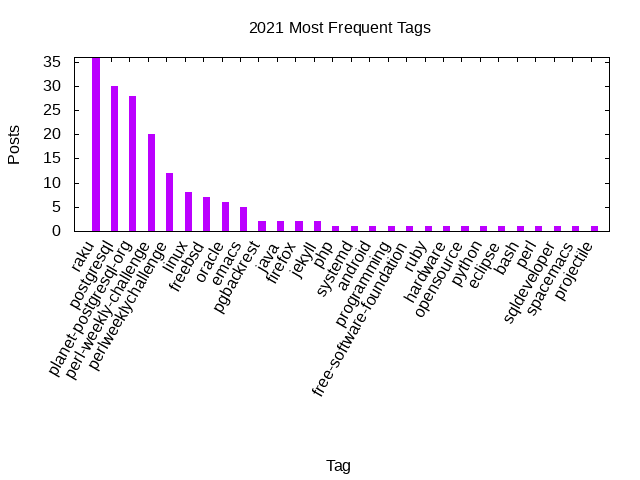 2021 Most Frequent Tags
Posts
35
30
25
20
15
10
5
0
raku
postgresql
planet-postgresql-org
perl-weekly-challenge
perlweeklychallenge
linux
freebsd
oracle
emacs
pgbackrest
java
firefox
jekyll
php
systemd
android
programming
free-software-foundation
ruby
hardware
opensource
python
eclipse
bash
perl
sqldeveloper
spacemacs
projectile
Tag